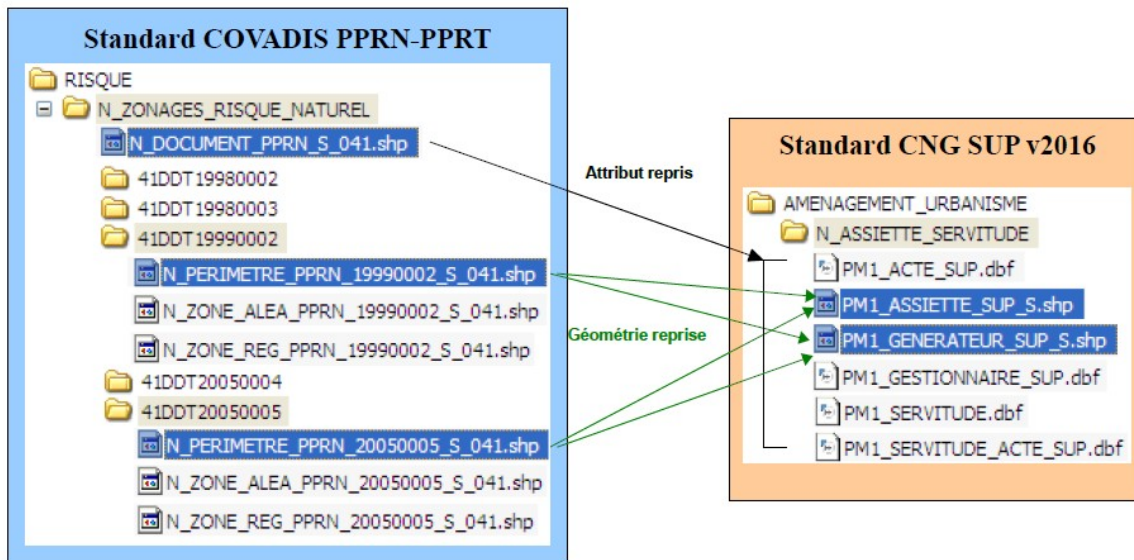 Standard COVADIS PPRN-PPRT
RISQUE
N_ZONAGES_RISQUE_NATUREL
N_DOCUMENT_PPRN_S_041.shp
41DDT19980002
41DDT19980003
41DDT19990002
N_PERIMETRE_PPRN_19990002_S_041.shp
N_ZONE_ALEA_PPRN_19990002_S_041.shp
N_ZONE_REG_PPRN_19990002_S_041.shp
41DDT20050004
41DDT20050005
N_PERIMETRE_PPRN_20050005_S_041.shp
N_ZONE_ALEA_PPRN_20050005_S_041.shp
N_ZONE_REG_PPRN_20050005_S_041.shp
Attribut repris
Géométrie reprise
Standard CNG SUP v2016
AMENAGEMENT_URBANISME
N_ASSIETTE_SERVITUDE
PM1_ACTE_SUP.dbf
PM1_ASSIETTE_SUP_S.shp
PM1_GENERATEUR_SUP_S.shp
PM1_GESTIONNAIRE_SUP.dbf
PM1_SERVITUDE.dbf
PM1_SERVITUDE_ACTE_SUP.dbf